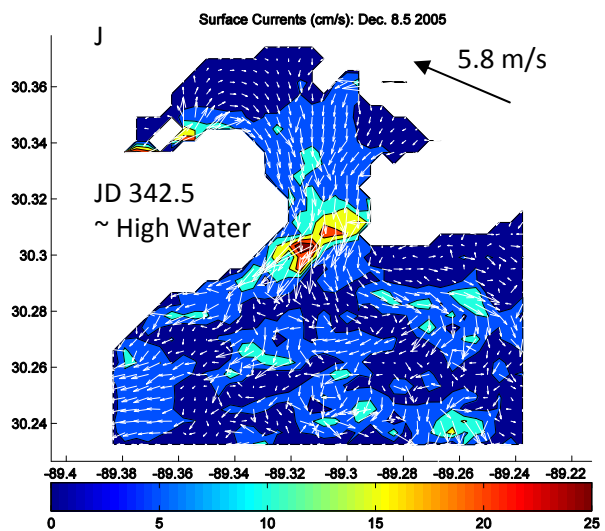 Surface Currents (cm/s): Dec. 8.5 2005
J
5.8 m/s
JD 342.5
~ High Water
30.36
30.34
30.32
30.3
30.28
30.26
30.24
-89.4 -89.38 -89.36 -89.34 -89.32 -89.3 -89.28 -89.26 -89.24 -89.22
0 5 10 15 20 25